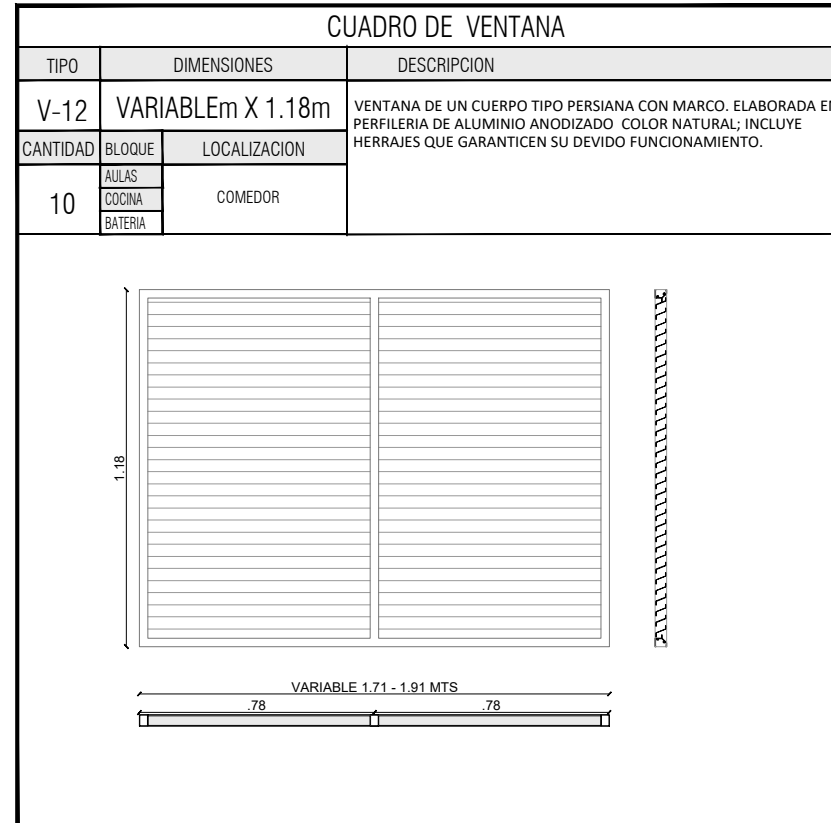 CUADRO DE VENTANA
TIPO DIMENSIONES DESCRIPCION
V-12 VARIABLEm X 1.18m
VENTANA DE UN CUERPO TIPO PERSIANA CON MARCO. ELABORADA EN
PERFILERIA DE ALUMINIO ANODIZADO COLOR NATURAL; INCLUYE
HERRAJES QUE GARANTICEN SU DEVIDO FUNCIONAMIENTO.
CANTIDAD BLOQUE LOCALIZACION
10
AULAS
COCINA
BATERIA
COMEDOR
1.18
VARIABLE 1.71 - 1.91 MTS
.78 .78